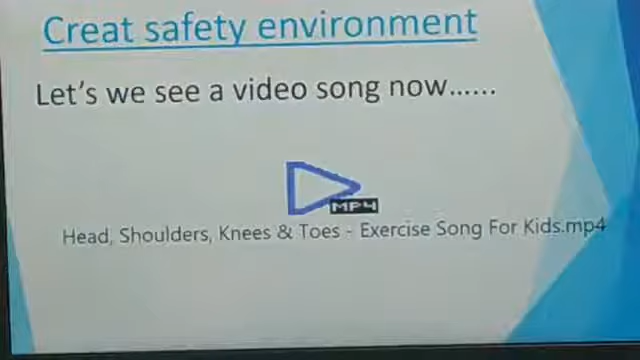 Creat safety environment
Let's we see a video song now......
MP4
Head, Shoulders, Knees & Toes - Exercise Song For Kids.mp4